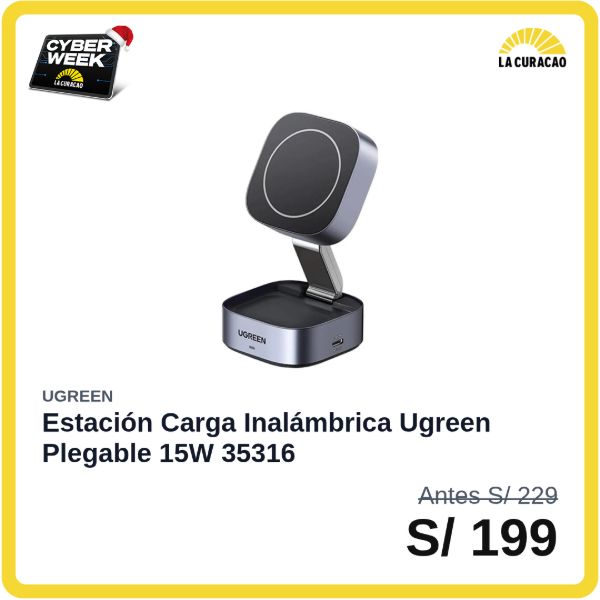 CYBER
WEEK
LA CURACAO
LA CURACAO
UGREEN
UGREEN
Estación Carga Inalámbrica Ugreen
Plegable 15W 35316
Antes S/ 229
S/ 199